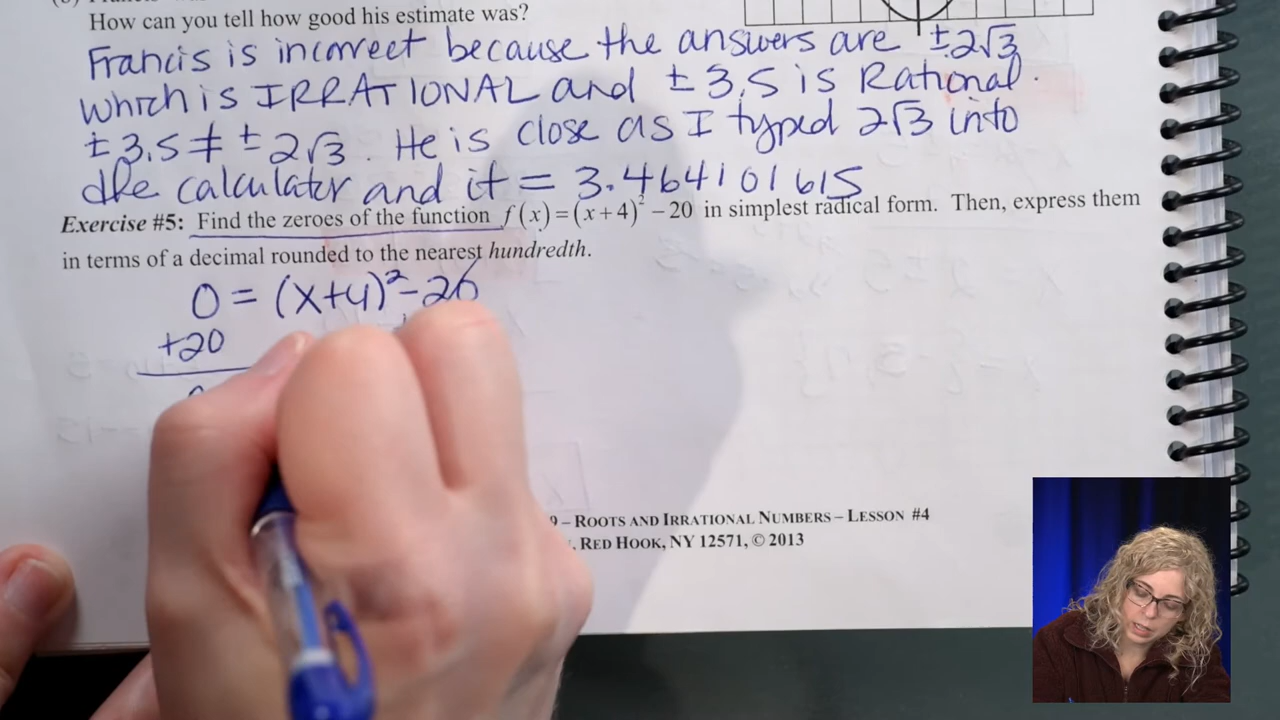 How can you tell how good his estimate was?
Francis is incorrect because the answers are ±2√3
which is IRRATIONAL and ±3.5 is Rational.
±3.5 ≠ ±2√3. He is close as I typed 2√3 into
the calculator and it = 3.464101615
Exercise #5: Find the zeroes of the function f(x)=(x+4)²−20 in simplest radical form. Then, express them
in terms of a decimal rounded to the nearest hundredth.
0 = (x+4)²−20
+20
– ROOTS AND IRRATIONAL NUMBERS – LESSON #4
RED HOOK, NY 12571, © 2013